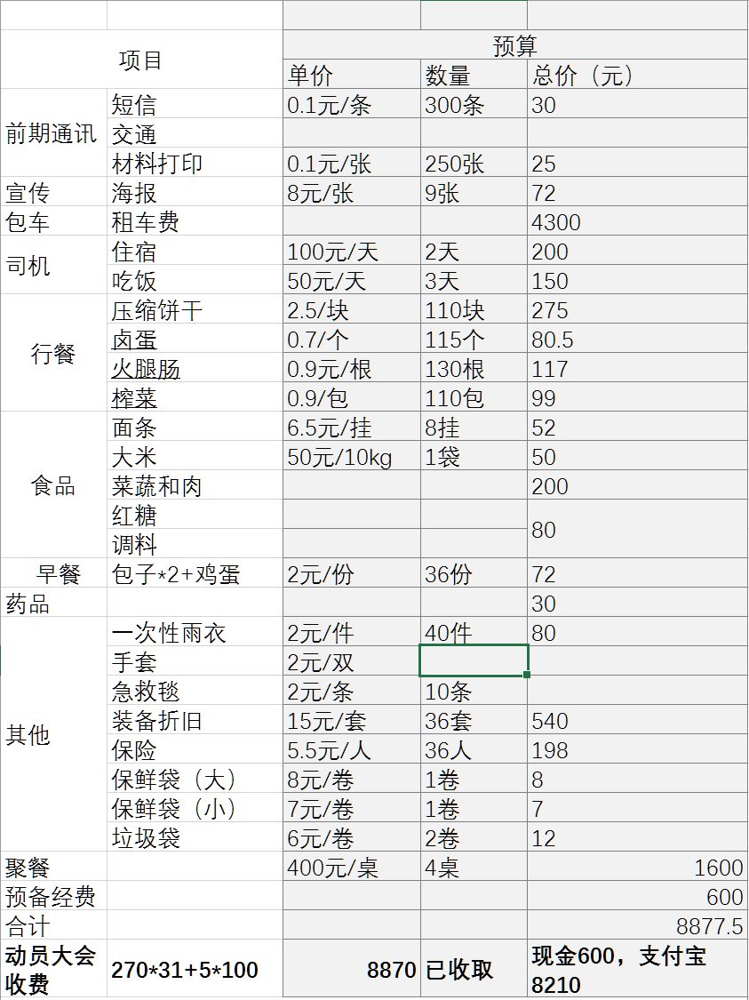 项目 预算
单价 数量 总价（元）
前期通讯 短信 0.1元/条 300条 30
交通
材料打印 0.1元/张 250张 25
宣传 海报 8元/张 9张 72
包车 租车费 4300
司机 住宿 100元/天 2天 200
吃饭 50元/天 3天 150
行餐 压缩饼干 2.5/块 110块 275
卤蛋 0.7/个 115个 80.5
火腿肠 0.9元/根 130根 117
榨菜 0.9/包 110包 99
食品 面条 6.5元/挂 8挂 52
大米 50元/10kg 1袋 50
菜蔬和肉 200
红糖 80
调料
早餐 包子*2+鸡蛋 2元/份 36份 72
药品 30
其他 一次性雨衣 2元/件 40件 80
手套 2元/双
急救毯 2元/条 10条
装备折旧 15元/套 36套 540
保险 5.5元/人 36人 198
保鲜袋（大） 8元/卷 1卷 8
保鲜袋（小） 7元/卷 1卷 7
垃圾袋 6元/卷 2卷 12
聚餐 400元/桌 4桌 1600
预备经费 600
合计 8877.5
动员大会收费 270*31+5*100 8870 已收取 现金600，支付宝8210